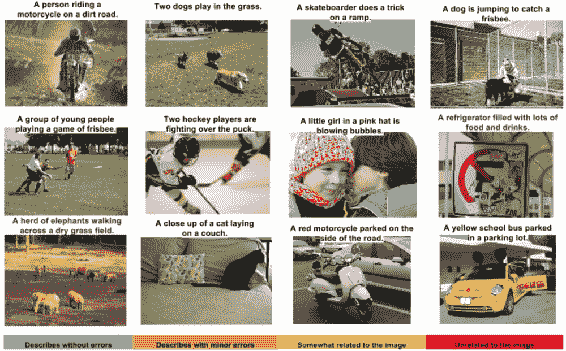 A person riding a
motorcycle on a dirt road.
Two dogs play in the grass.
A skateboarder does a trick
on a ramp.
A dog is jumping to catch a
frisbee.
A group of young people
playing a game of frisbee.
Two hockey players are
fighting over the puck.
A little girl in a pink hat is
blowing bubbles.
A refrigerator filled with lots of
food and drinks.
A herd of elephants walking
across a dry grass field.
A close up of a cat laying
on a couch.
A red motorcycle parked on the
side of the road.
A yellow school bus parked
in a parking lot.
Describes without errors
Describes with minor errors
Somewhat related to the image
Unrelated to the image